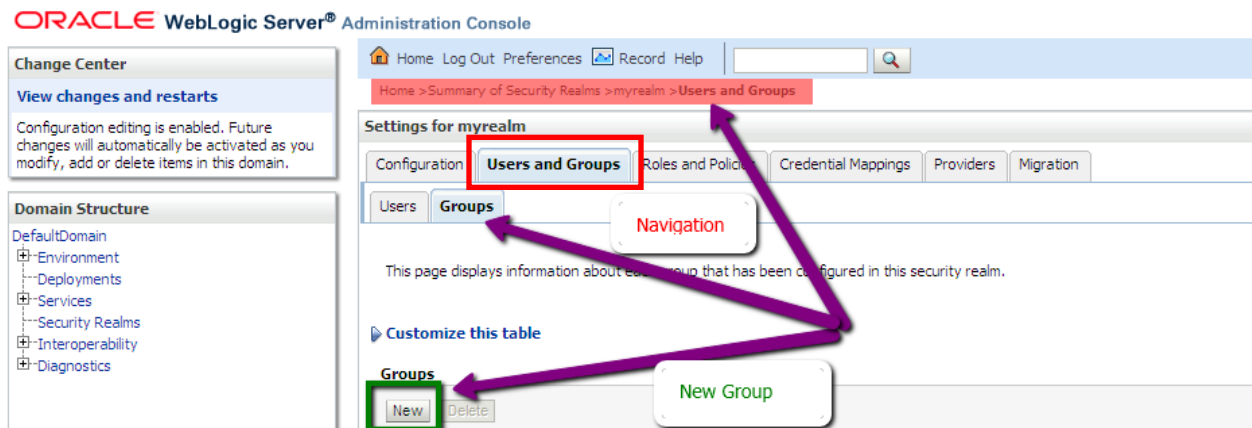 ORACLE WebLogic Server® Administration Console
Change Center
View changes and restarts
Configuration editing is enabled. Future
changes will automatically be activated as you
modify, add or delete items in this domain.
Domain Structure
DefaultDomain
Environment
Deployments
Services
Security Realms
Interoperability
Diagnostics
Home Log Out Preferences Record Help
Home >Summary of Security Realms >myrealm >Users and Groups
Settings for myrealm
Configuration Users and Groups Roles and Policies Credential Mappings Providers Migration
Users Groups
Navigation
This page displays information about each group that has been configured in this security realm.
Customize this table
Groups
New Group
New Delete